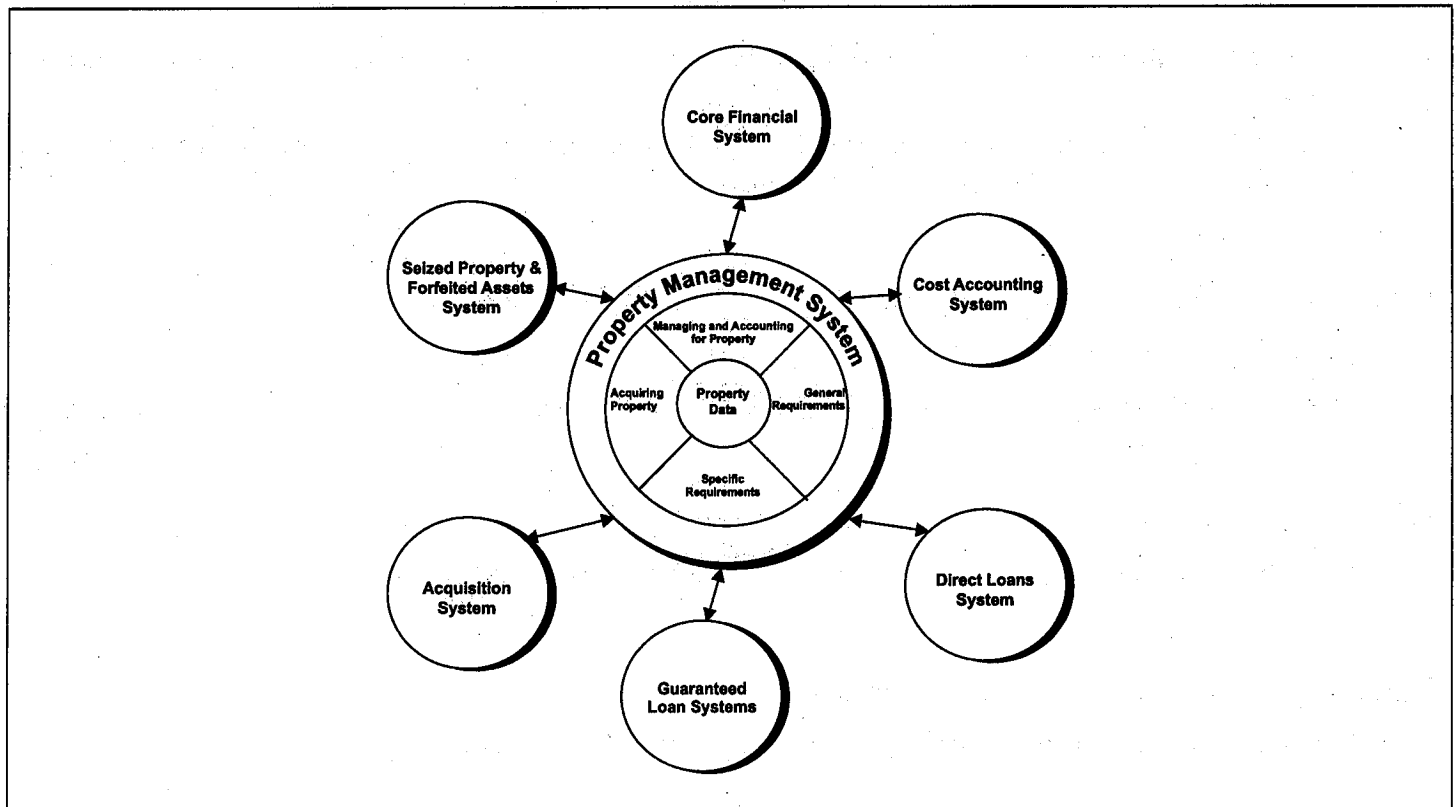 Core Financial
System
Seized Property &
Forfeited Assets
System
Cost Accounting
System
Property Management System
Managing and Accounting
for Property
Acquiring
Property
Property
Data
General
Requirements
Specific
Requirements
Acquisition
System
Direct Loans
System
Guaranteed
Loan Systems